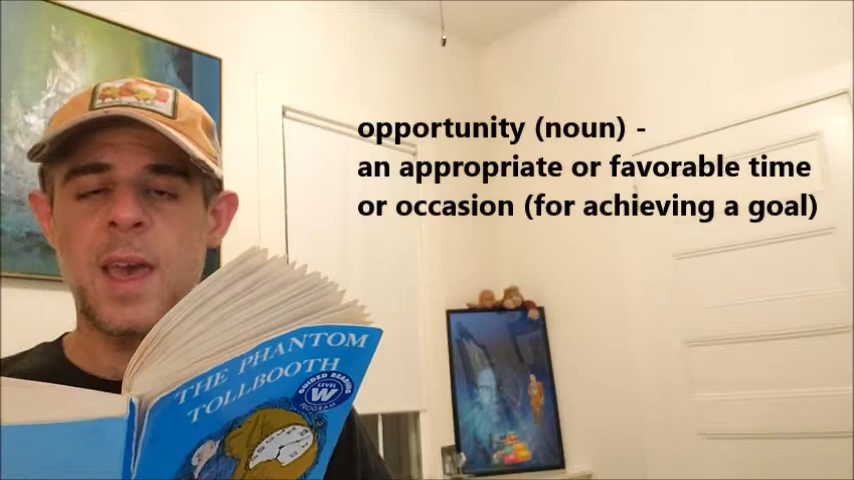 opportunity (noun) -
an appropriate or favorable time
or occasion (for achieving a goal)
THE PHANTOM
TOLLBOOTH
GUIDED READING
LEVEL
W
PROGRAM